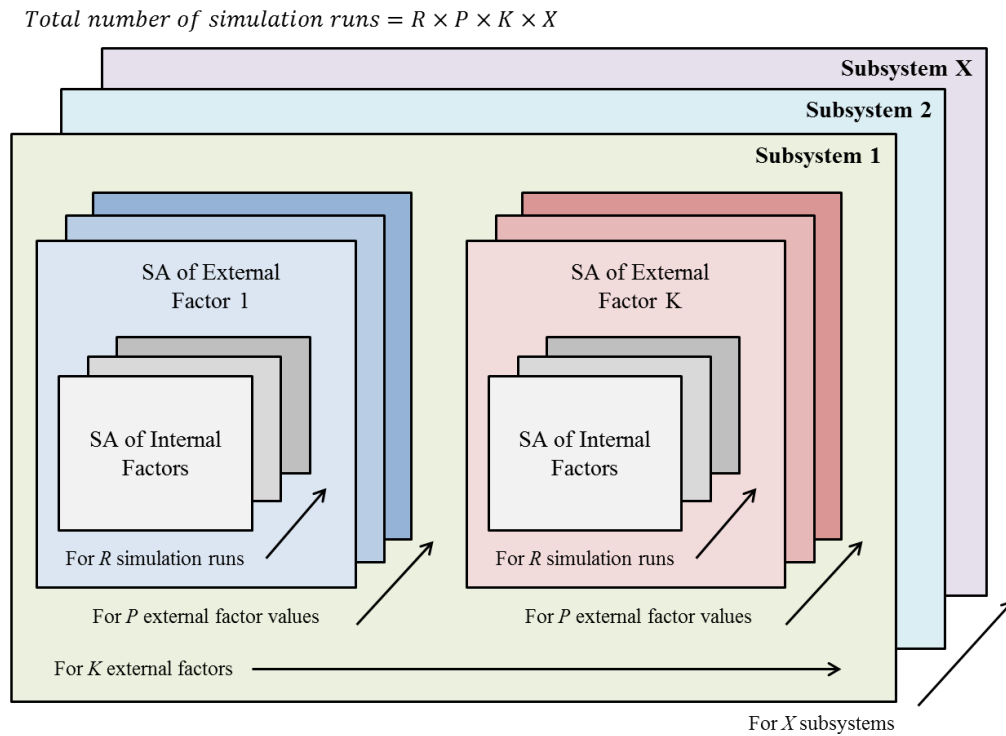 Total number of simulation runs = R × P × K × X
Subsystem X
Subsystem 2
Subsystem 1
SA of External
Factor 1
SA of Internal
Factors
For R simulation runs
For P external factor values
SA of External
Factor K
SA of Internal
Factors
For R simulation runs
For P external factor values
For K external factors
For X subsystems